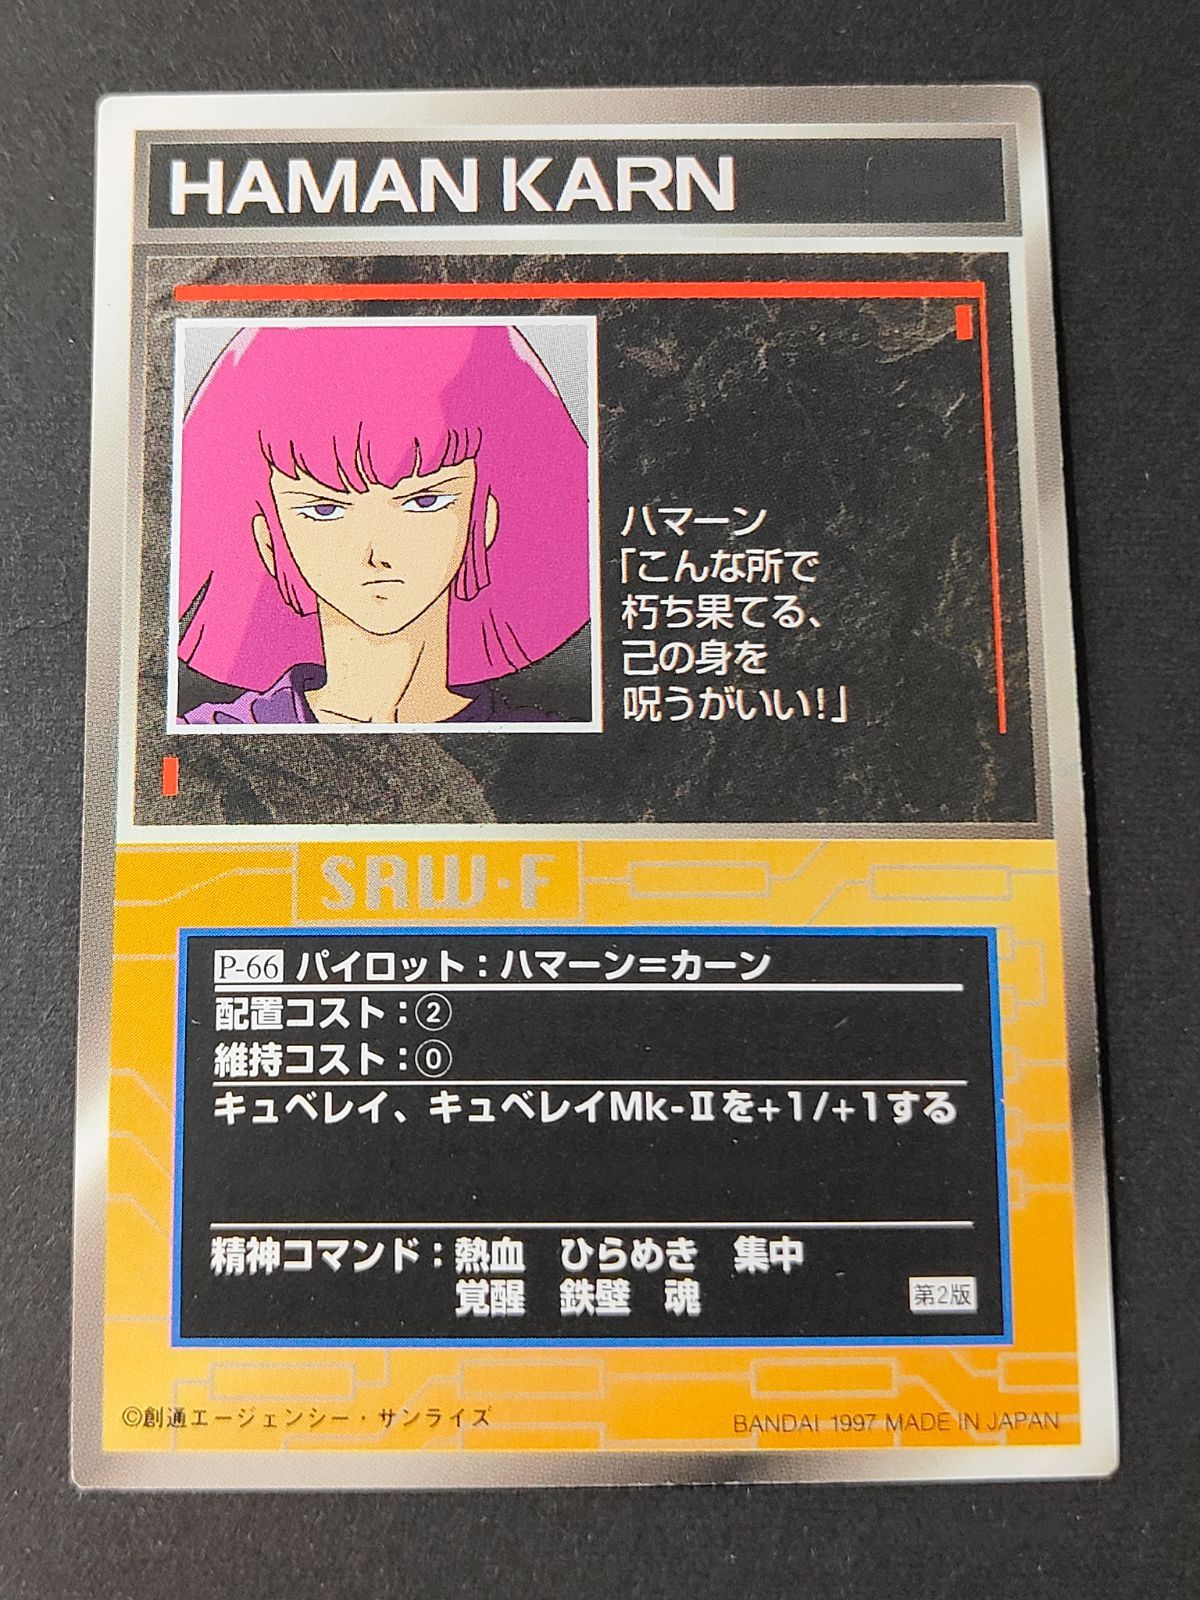 HAMAN KARN
ハマーン
「こんな所で
朽ち果てる、
己の身を
呪うがいい!」
SRW・F
P-66 パイロット:ハマーン=カーン
配置コスト:②
維持コスト:⓪
キュベレイ、キュベレイMk-Ⅱを+1/+1する
精神コマンド:熱血 ひらめき 集中
覚醒 鉄壁 魂
第2版
©創通エージェンシー・サンライズ
BANDAI 1997 MADE IN JAPAN